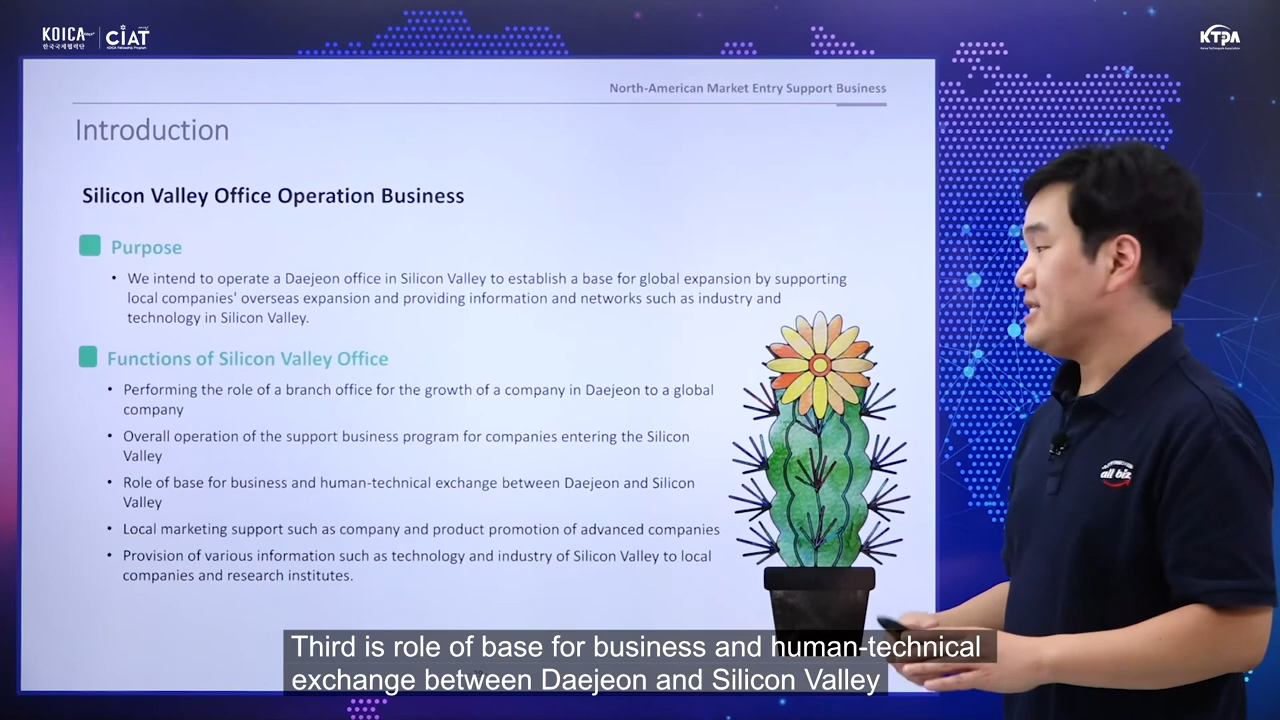 KOICA
한국국제협력단
CIAT
KOICA Fellowship Program
KTPA
Korea Technopark Association
North-American Market Entry Support Business
Introduction
Silicon Valley Office Operation Business
Purpose
• We intend to operate a Daejeon office in Silicon Valley to establish a base for global expansion by supporting
local companies' overseas expansion and providing information and networks such as industry and
technology in Silicon Valley.
Functions of Silicon Valley Office
• Performing the role of a branch office for the growth of a company in Daejeon to a global
company
• Overall operation of the support business program for companies entering the Silicon
Valley
• Role of base for business and human-technical exchange between Daejeon and Silicon
Valley
• Local marketing support such as company and product promotion of advanced companies
• Provision of various information such as technology and industry of Silicon Valley to local
companies and research institutes.
all biz
Third is role of base for business and human-technical
exchange between Daejeon and Silicon Valley